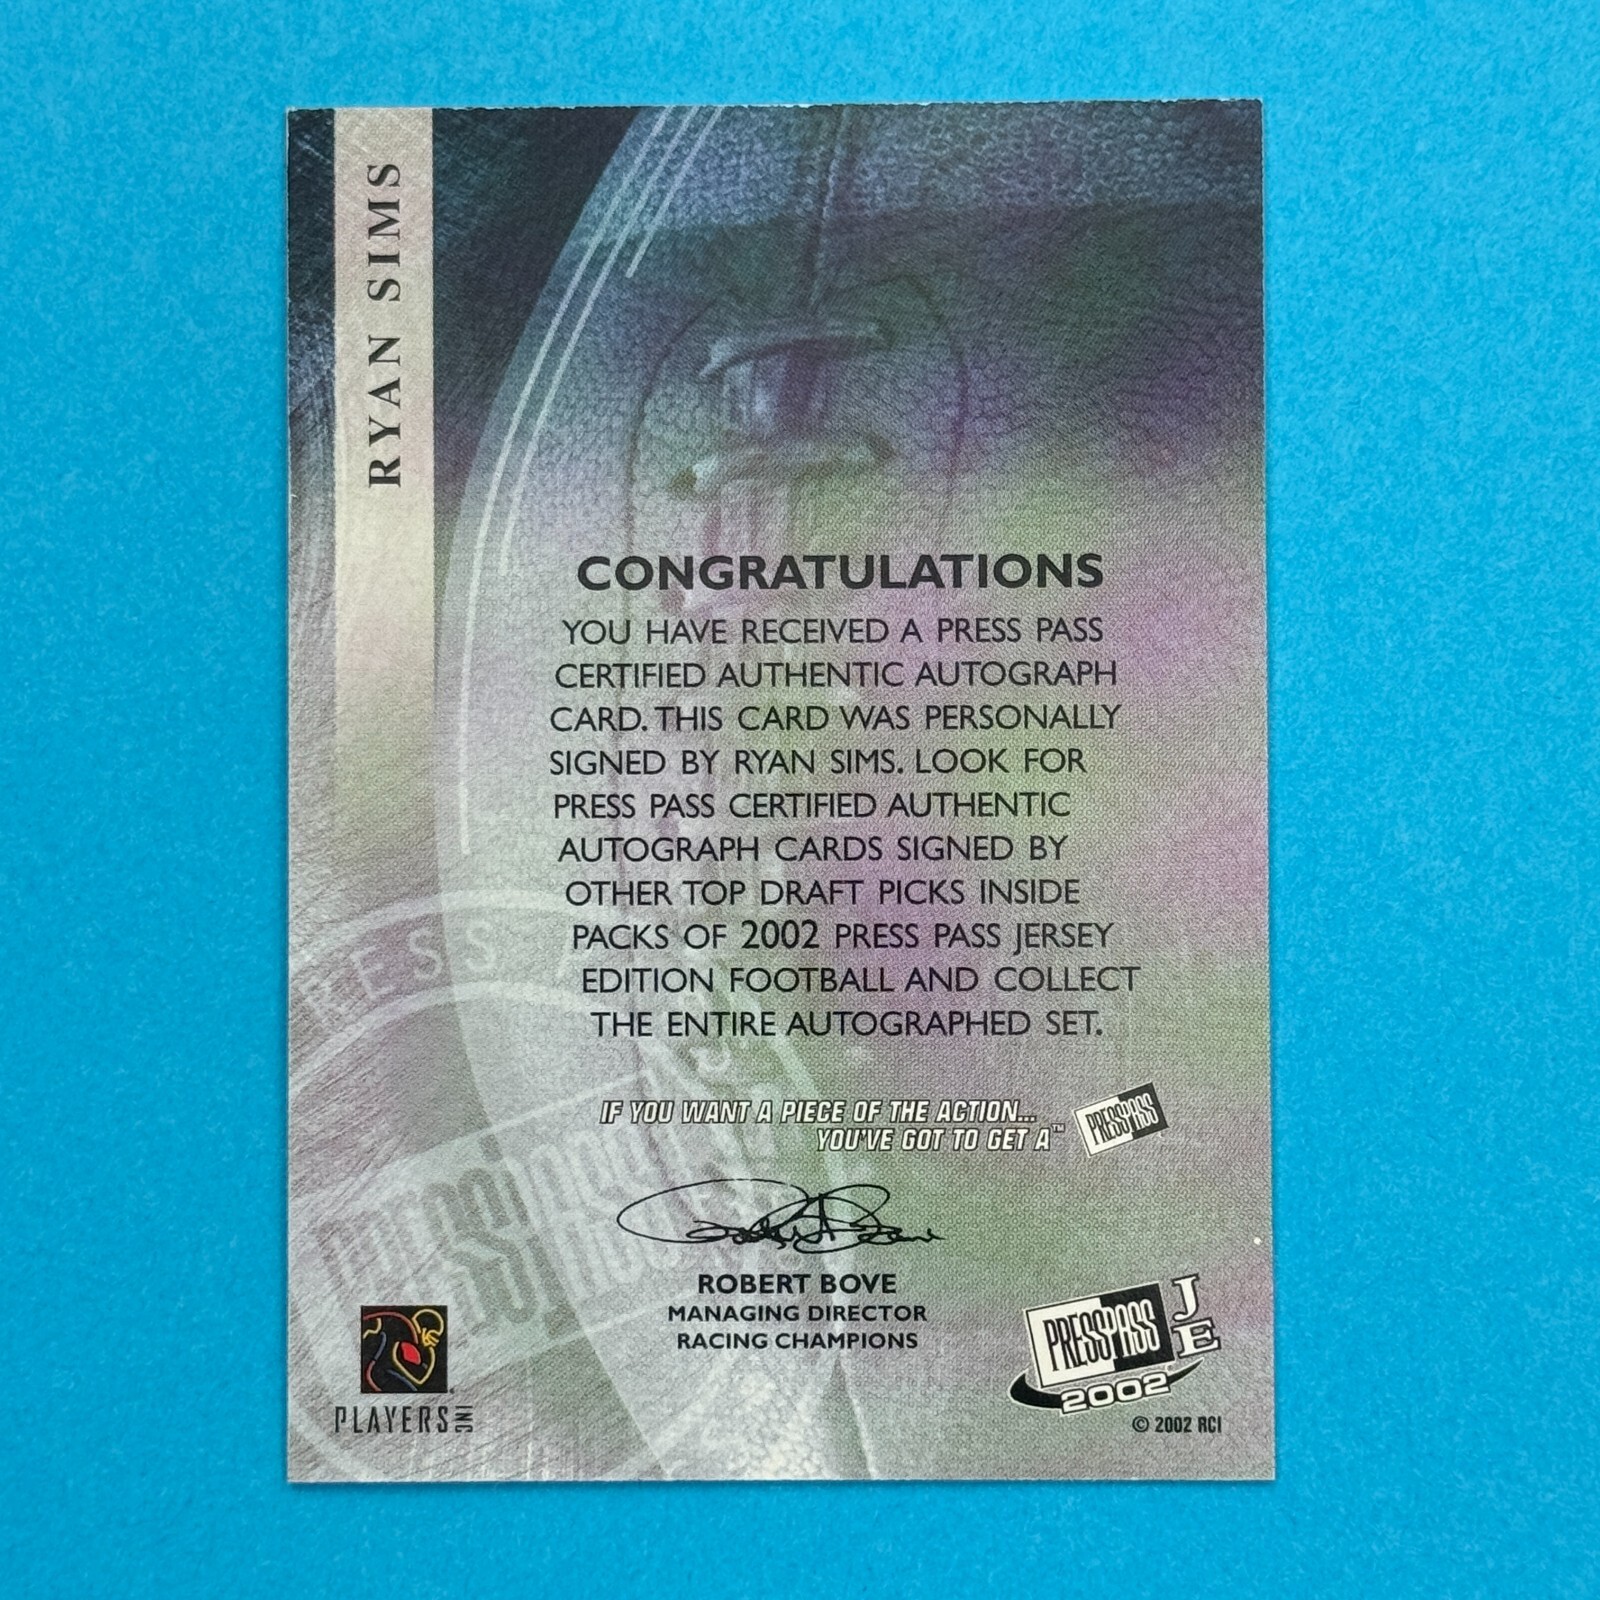 RYAN SIMS
CONGRATULATIONS
YOU HAVE RECEIVED A PRESS PASS
CERTIFIED AUTHENTIC AUTOGRAPH
CARD. THIS CARD WAS PERSONALLY
SIGNED BY RYAN SIMS. LOOK FOR
PRESS PASS CERTIFIED AUTHENTIC
AUTOGRAPH CARDS SIGNED BY
OTHER TOP DRAFT PICKS INSIDE
PACKS OF 2002 PRESS PASS JERSEY
EDITION FOOTBALL AND COLLECT
THE ENTIRE AUTOGRAPHED SET.
IF YOU WANT A PIECE OF THE ACTION...
YOU'VE GOT TO GET A™ PRESS PASS
ROBERT BOVE
MANAGING DIRECTOR
RACING CHAMPIONS
PRESS PASS JE
2002
PLAYERS INC
© 2002 RCI